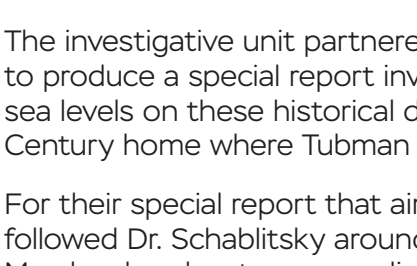 The investigative unit partnere
to produce a special report inv
sea levels on these historical d
Century home where Tubman
For their special report that air
followed Dr. Schablitsky around